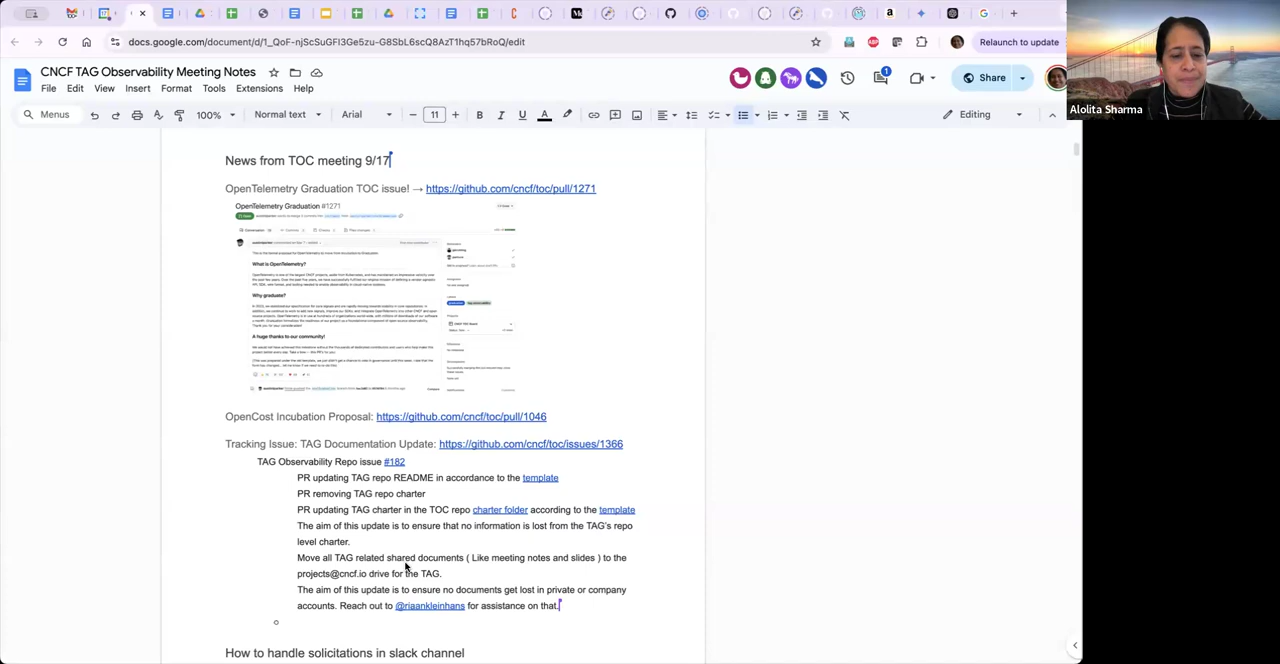 docs.google.com/document/d/1_QoF-njScSuGFl3Ge5zu-G8SbL6scQ8AzT1hq57bRoQ/edit
Relaunch to update
CNCF TAG Observability Meeting Notes
File Edit View Insert Format Tools Extensions Help
1
Share
Menus
100%
Normal text
Arial
11
B I U A
Editing
Alolita Sharma
News from TOC meeting 9/17
OpenTelemetry Graduation TOC issue! → https://github.com/cncf/toc/pull/1271
OpenTelemetry Graduation #1271
What is OpenTelemetry?
Why graduate?
A huge thanks to our community!
OpenCost Incubation Proposal: https://github.com/cncf/toc/pull/1046
Tracking Issue: TAG Documentation Update: https://github.com/cncf/toc/issues/1366
TAG Observability Repo issue #182
PR updating TAG repo README in accordance to the template
PR removing TAG repo charter
PR updating TAG charter in the TOC repo charter folder according to the template
The aim of this update is to ensure that no information is lost from the TAG's repo
level charter.
Move all TAG related shared documents ( Like meeting notes and slides ) to the
projects@cncf.io drive for the TAG.
The aim of this update is to ensure no documents get lost in private or company
accounts. Reach out to @riaankleinhans for assistance on that.
How to handle solicitations in slack channel